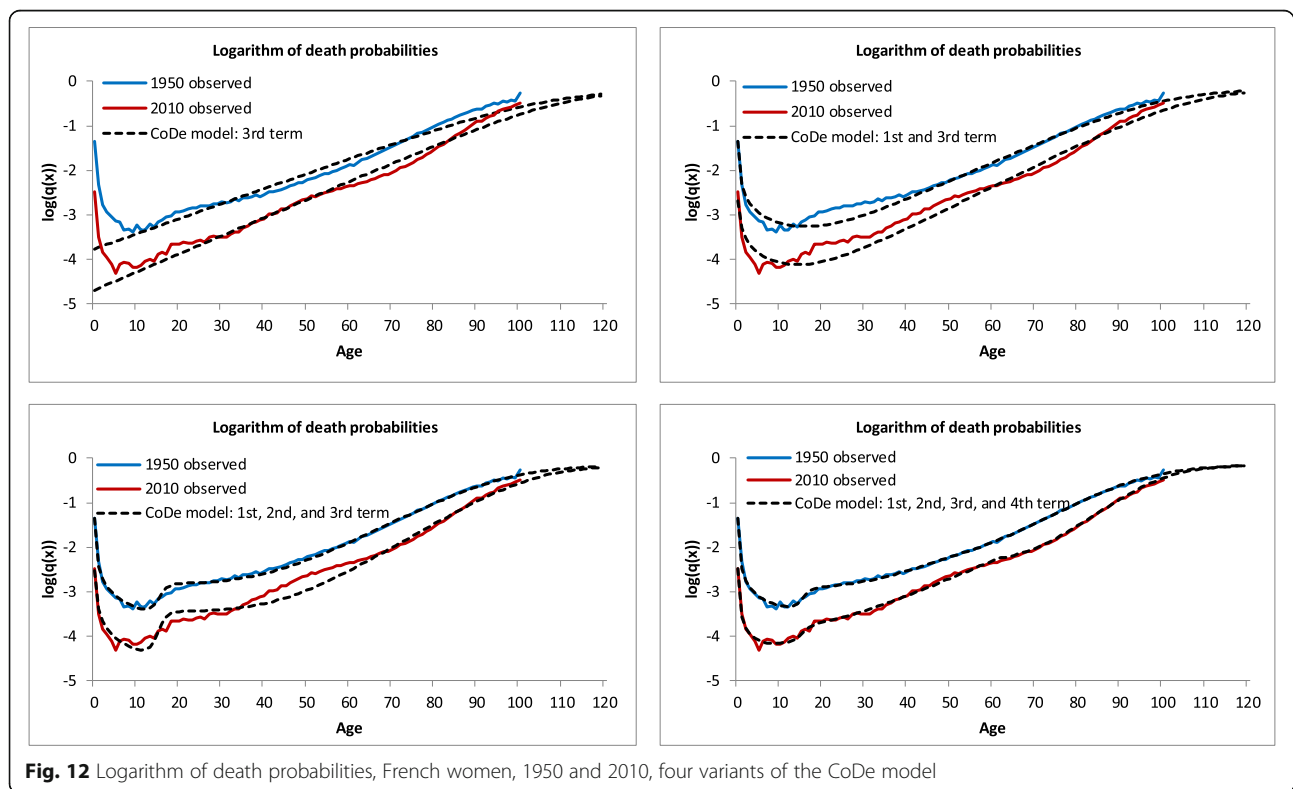 Logarithm of death probabilities
1950 observed
2010 observed
CoDe model: 3rd term
log(q(x))
0
-1
-2
-3
-4
-5
0 10 20 30 40 50 60 70 80 90 100 110 120
Age
Logarithm of death probabilities
1950 observed
2010 observed
CoDe model: 1st and 3rd term
log(q(x))
0
-1
-2
-3
-4
-5
0 10 20 30 40 50 60 70 80 90 100 110 120
Age
Logarithm of death probabilities
1950 observed
2010 observed
CoDe model: 1st, 2nd, and 3rd term
log(q(x))
0
-1
-2
-3
-4
-5
0 10 20 30 40 50 60 70 80 90 100 110 120
Age
Logarithm of death probabilities
1950 observed
2010 observed
CoDe model: 1st, 2nd, 3rd, and 4th term
log(q(x))
0
-1
-2
-3
-4
-5
0 10 20 30 40 50 60 70 80 90 100 110 120
Age
Fig. 12 Logarithm of death probabilities, French women, 1950 and 2010, four variants of the CoDe model